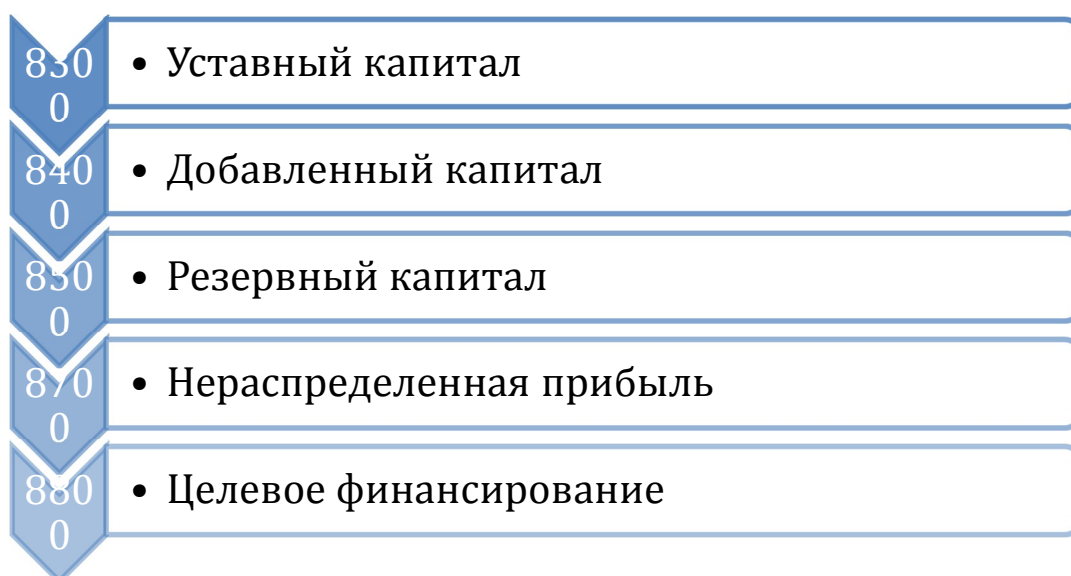 830
0
• Уставный капитал
840
0
• Добавленный капитал
850
0
• Резервный капитал
870
0
• Нераспределенная прибыль
880
0
• Целевое финансирование